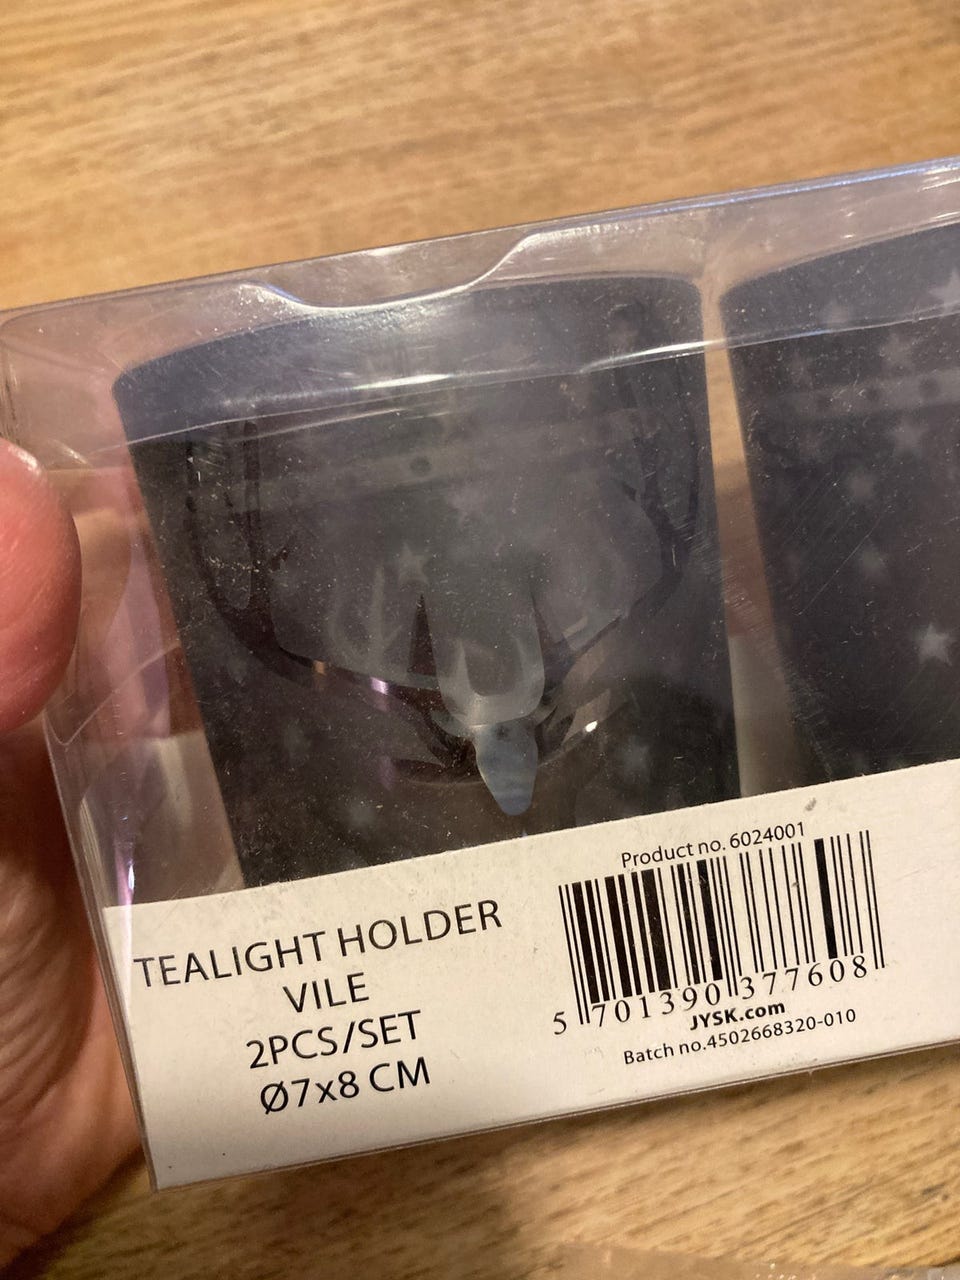 TEALIGHT HOLDER
VILE
2PCS/SET
Ø7x8 CM
Product no. 6024001
5 701390 377608
JYSK.com
Batch no.4502668320-010